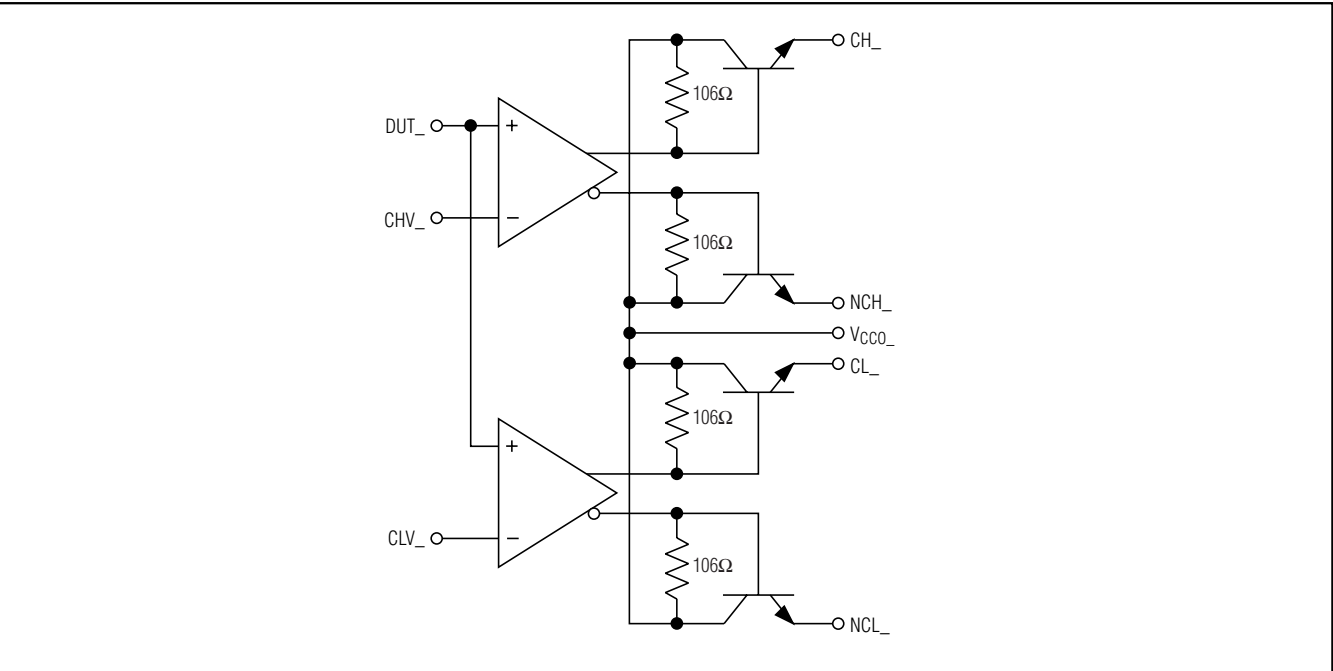 CH_
106Ω
DUT_
+
CHV_
−
106Ω
NCH_
VCCO_
CL_
106Ω
+
CLV_
−
106Ω
NCL_